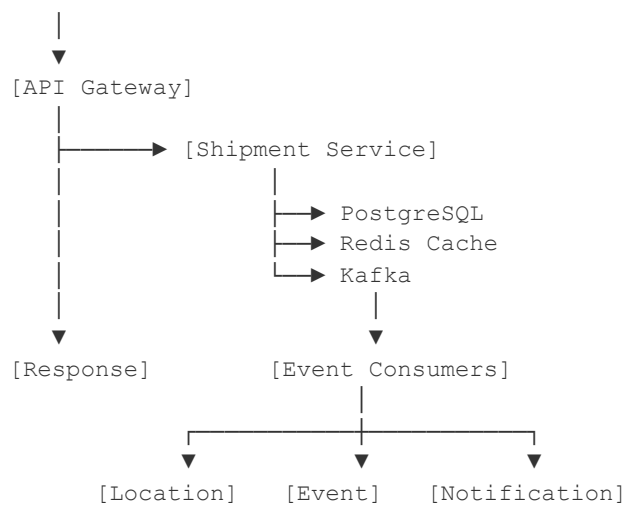 [API Gateway]
[Shipment Service]
PostgreSQL
Redis Cache
Kafka
[Response] [Event Consumers]
[Location] [Event] [Notification]